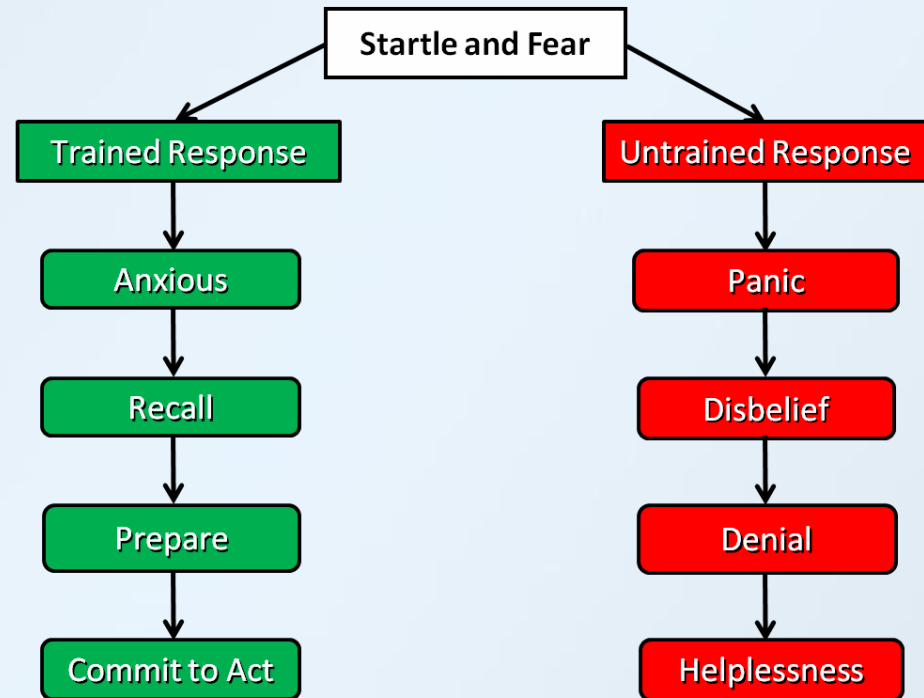 Startle and Fear
Trained Response
Untrained Response
Anxious
Panic
Recall
Disbelief
Prepare
Denial
Commit to Act
Helplessness